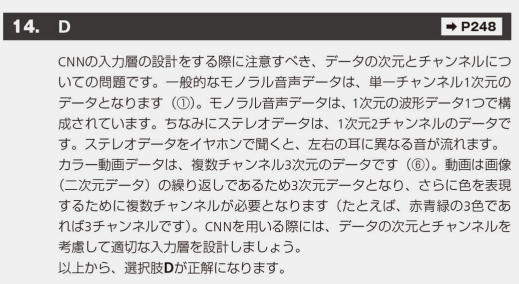 14. D ➡ P248
CNNの入力層の設計をする際に注意すべき、データの次元とチャンネルにつ
いての問題です。一般的なモノラル音声データは、単一チャンネル1次元の
データとなります（①）。モノラル音声データは、1次元の波形データ1つで構
成されています。ちなみにステレオデータは、1次元2チャンネルのデータで
す。ステレオデータをイヤホンで聞くと、左右の耳に異なる音が流れます。
カラー動画データは、複数チャンネル3次元のデータです（⑥）。動画は画像
（二次元データ）の繰り返しであるため3次元データとなり、さらに色を表現
するために複数チャンネルが必要となります（たとえば、赤青緑の3色であ
れば3チャンネルです）。CNNを用いる際には、データの次元とチャンネルを
考慮して適切な入力層を設計しましょう。
以上から、選択肢Dが正解になります。